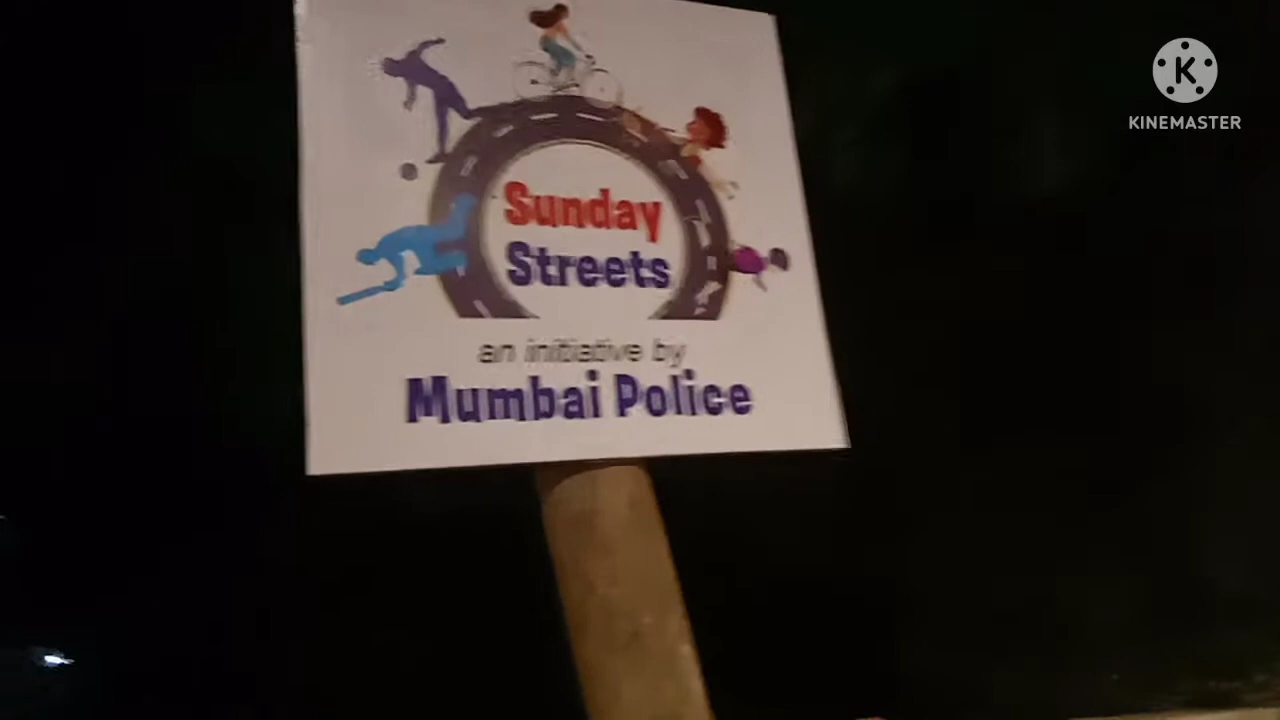 K
KINEMASTER
Sunday
Streets
an initiative by
Mumbai Police